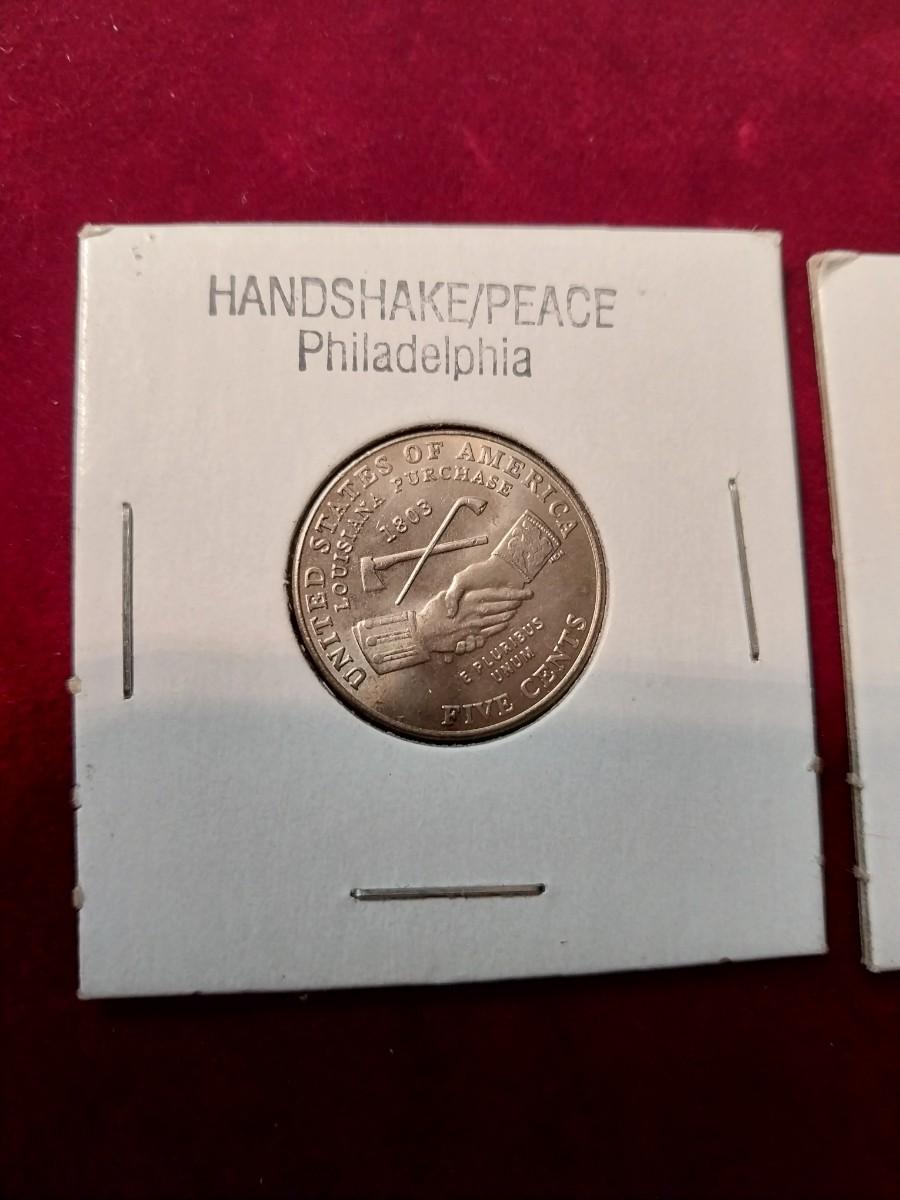 HANDSHAKE/PEACE
Philadelphia
UNITED STATES OF AMERICA
LOUISIANA PURCHASE
1803
E PLURIBUS
UNUM
FIVE CENTS